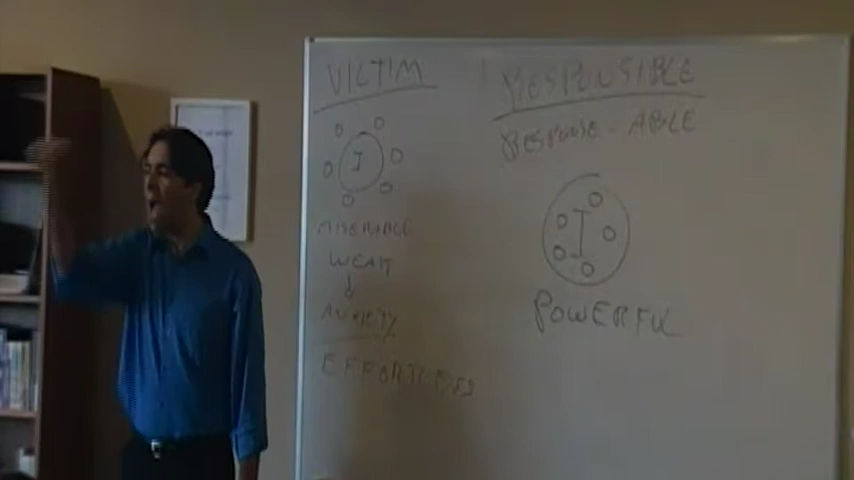 VICTIM
I
MISERABLE
WEAK
ANXIETY
EFFORTLESS
RESPONSIBLE
RESPONSE - ABLE
I
POWERFUL